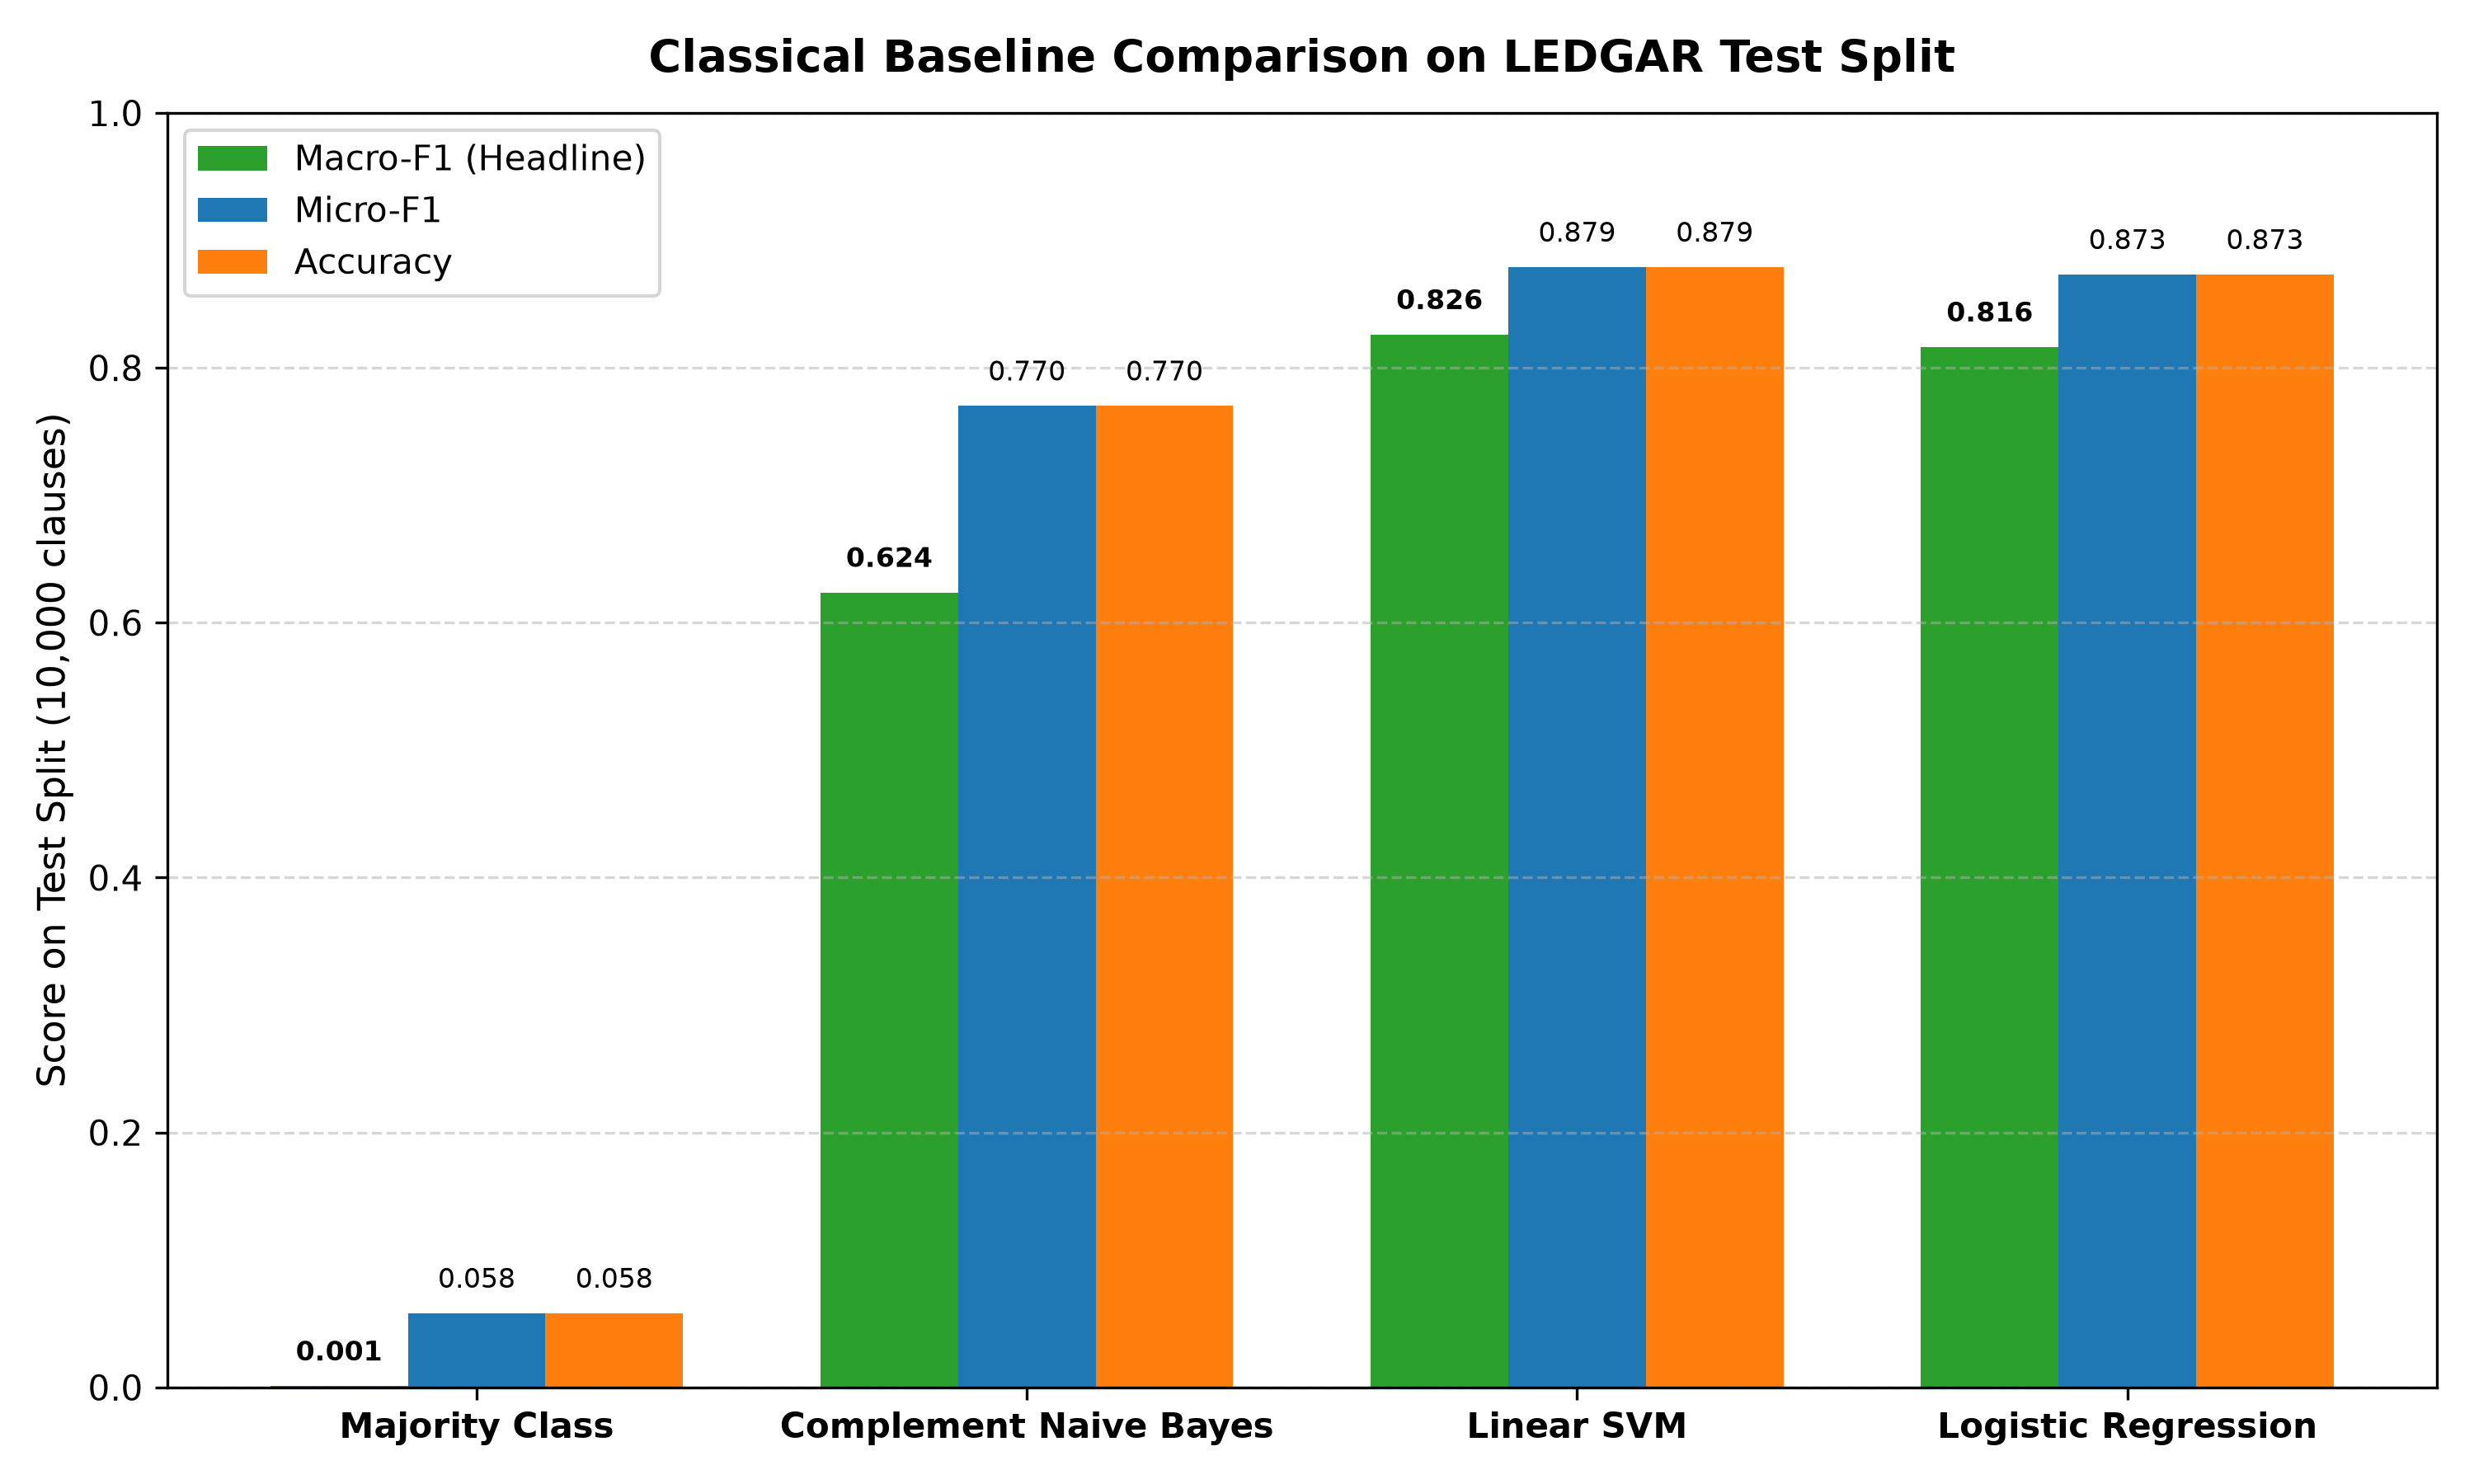 Classical Baseline Comparison on LEDGAR Test Split
Macro-F1 (Headline)
Micro-F1
Accuracy
Score on Test Split (10,000 clauses)
1.0
0.8
0.6
0.4
0.2
0.0
0.001
0.058
0.058
0.624
0.770
0.770
0.826
0.879
0.879
0.816
0.873
0.873
Majority Class
Complement Naive Bayes
Linear SVM
Logistic Regression